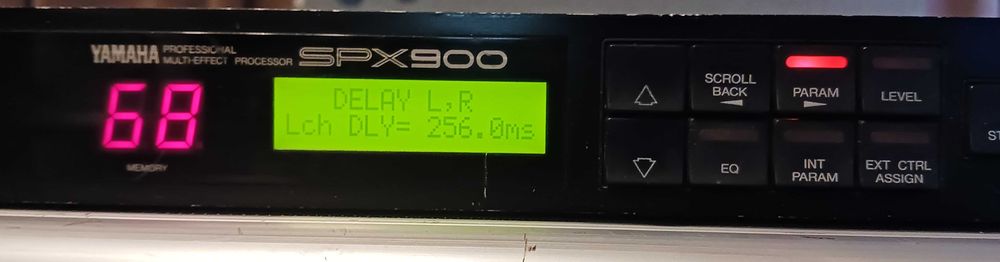 YAMAHA PROFESSIONAL MULTI-EFFECT PROCESSOR SPX900
68
MEMORY
DELAY L,R
Lch DLY= 256.0ms
SCROLL BACK
PARAM
LEVEL
EQ
INT PARAM
EXT CTRL ASSIGN
ST